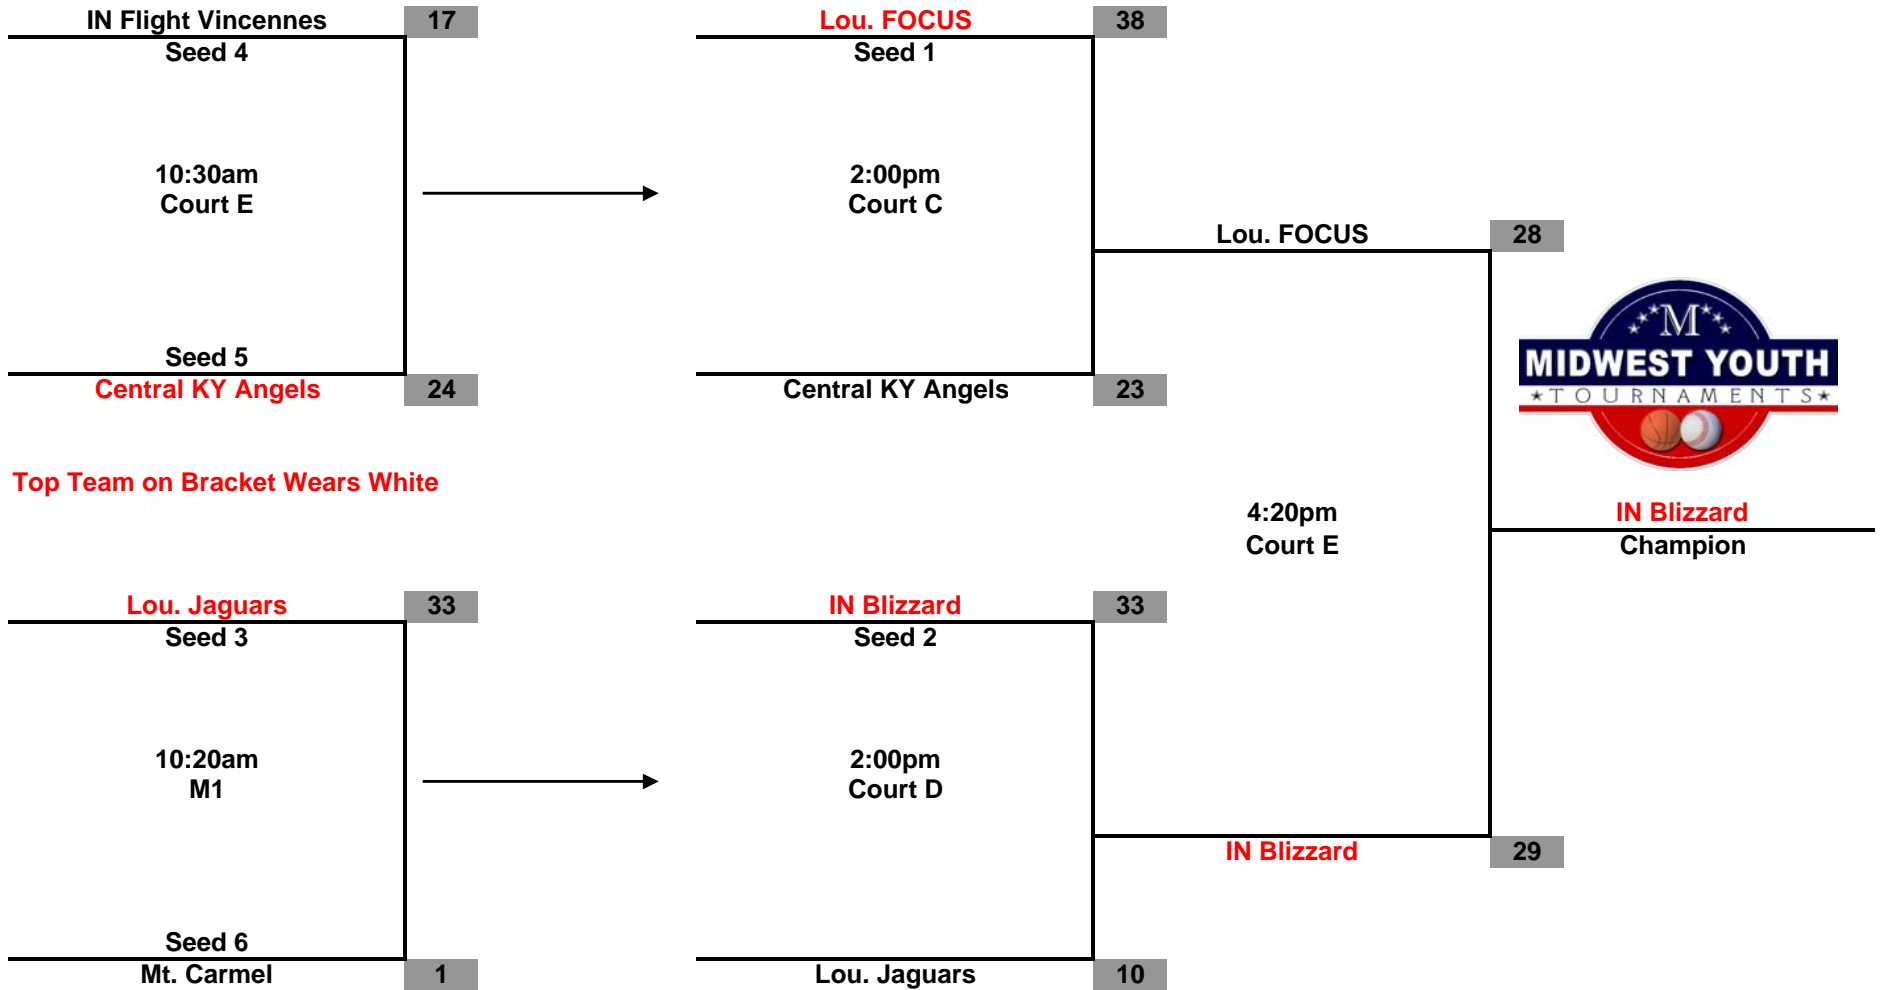 IN Flight Vincennes 17
Seed 4
10:30am
Court E
Seed 5
Central KY Angels 24
Lou. FOCUS 38
Seed 1
2:00pm
Court C
Central KY Angels 23
Top Team on Bracket Wears White
Lou. Jaguars 33
Seed 3
10:20am
M1
Seed 6
Mt. Carmel 1
IN Blizzard 33
Seed 2
2:00pm
Court D
Lou. Jaguars 10
Lou. FOCUS 28
4:20pm
Court E
IN Blizzard 29
M
MIDWEST YOUTH
TOURNAMENTS
IN Blizzard
Champion